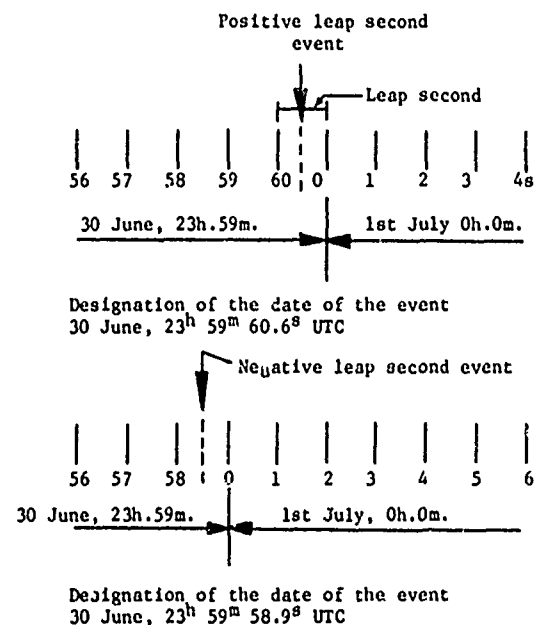 Positive leap second
event
Leap second
56 57 58 59 60 0 1 2 3 4s
30 June, 23h.59m. 1st July 0h.0m.
Designation of the date of the event
30 June, 23h 59m 60.6s UTC
Negative leap second event
56 57 58 0 1 2 3 4 5 6
30 June, 23h.59m. 1st July, 0h.0m.
Designation of the date of the event
30 June, 23h 59m 58.9s UTC